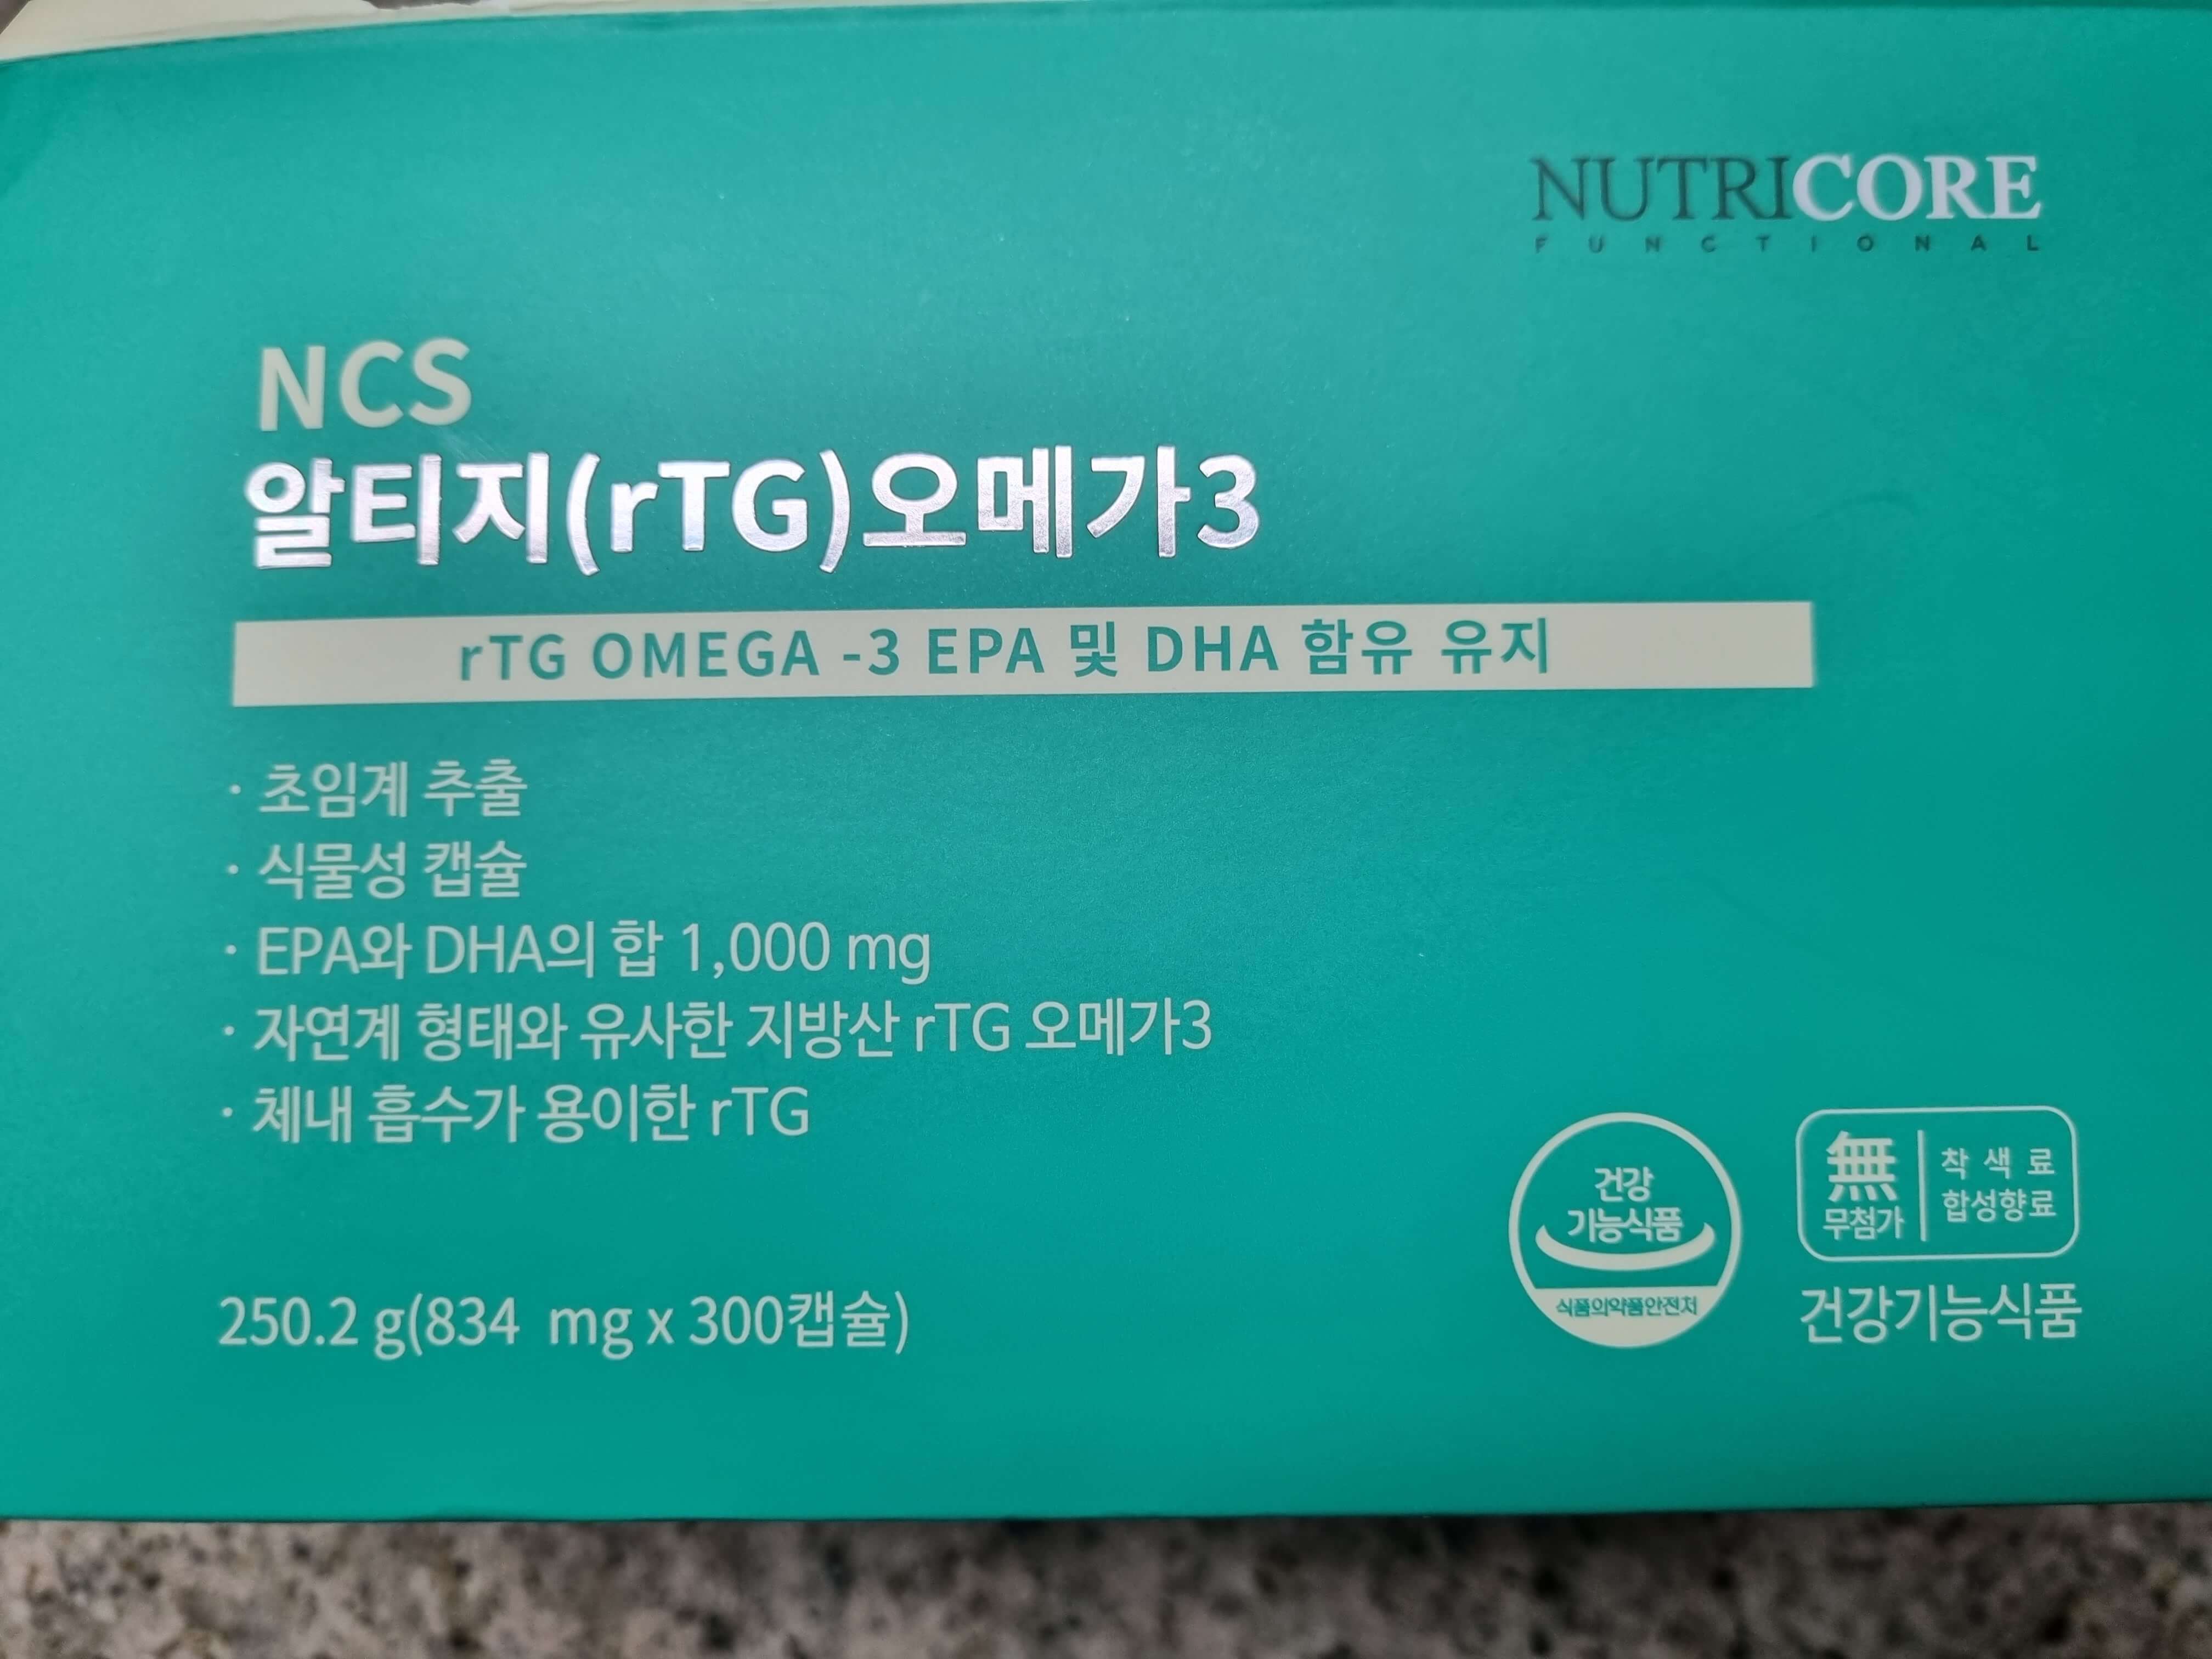 NUTRICORE
FUNCTIONAL
NCS
알티지(rTG)오메가3
rTG OMEGA -3 EPA 및 DHA 함유 유지
· 초임계 추출
· 식물성 캡슐
· EPA와 DHA의 합 1,000 mg
· 자연계 형태와 유사한 지방산 rTG 오메가3
· 체내 흡수가 용이한 rTG
건강
기능식품
식품의약품안전처
無
무첨가
착색료
합성향료
건강기능식품
250.2 g(834 mg x 300캡슐)